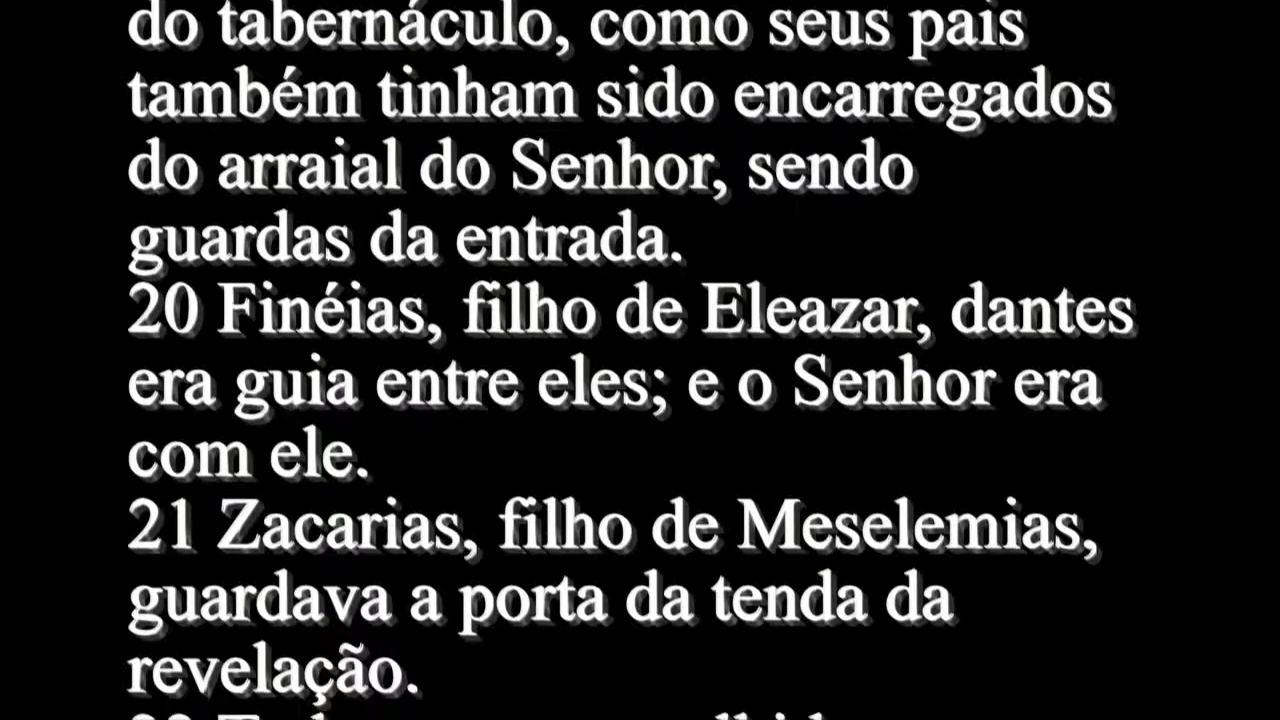 do tabernáculo, como seus pais
também tinham sido encarregados
do arraial do Senhor, sendo
guardas da entrada.
20 Finéias, filho de Eleazar, dantes
era guia entre eles; e o Senhor era
com ele.
21 Zacarias, filho de Meselemias,
guardava a porta da tenda da
revelação.